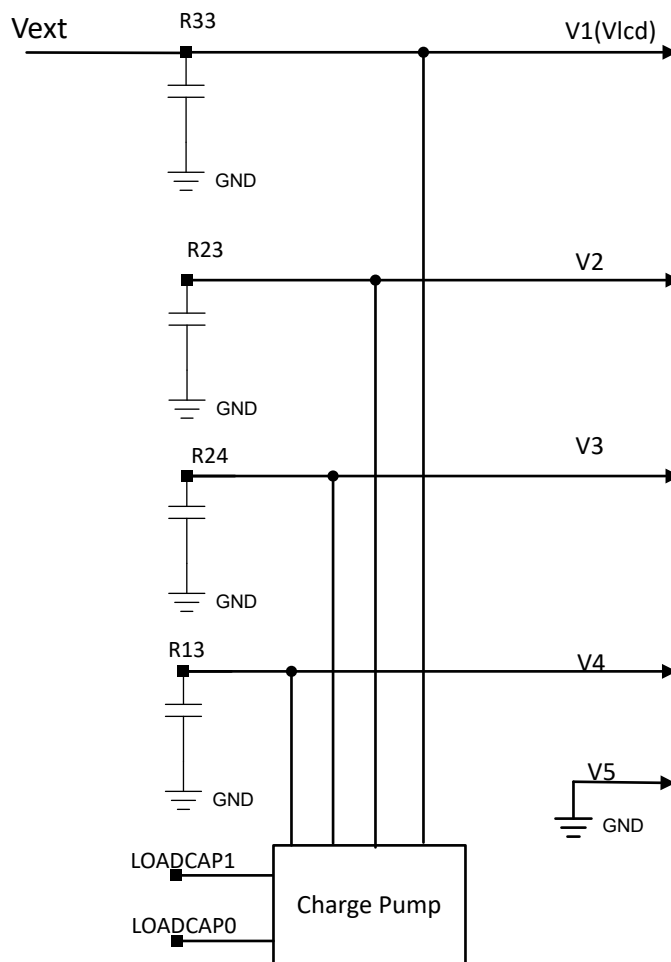 Vext
R33
V1(Vlcd)
GND
R23
V2
GND
R24
V3
GND
R13
V4
GND
V5
GND
LOADCAP1
Charge Pump
LOADCAP0